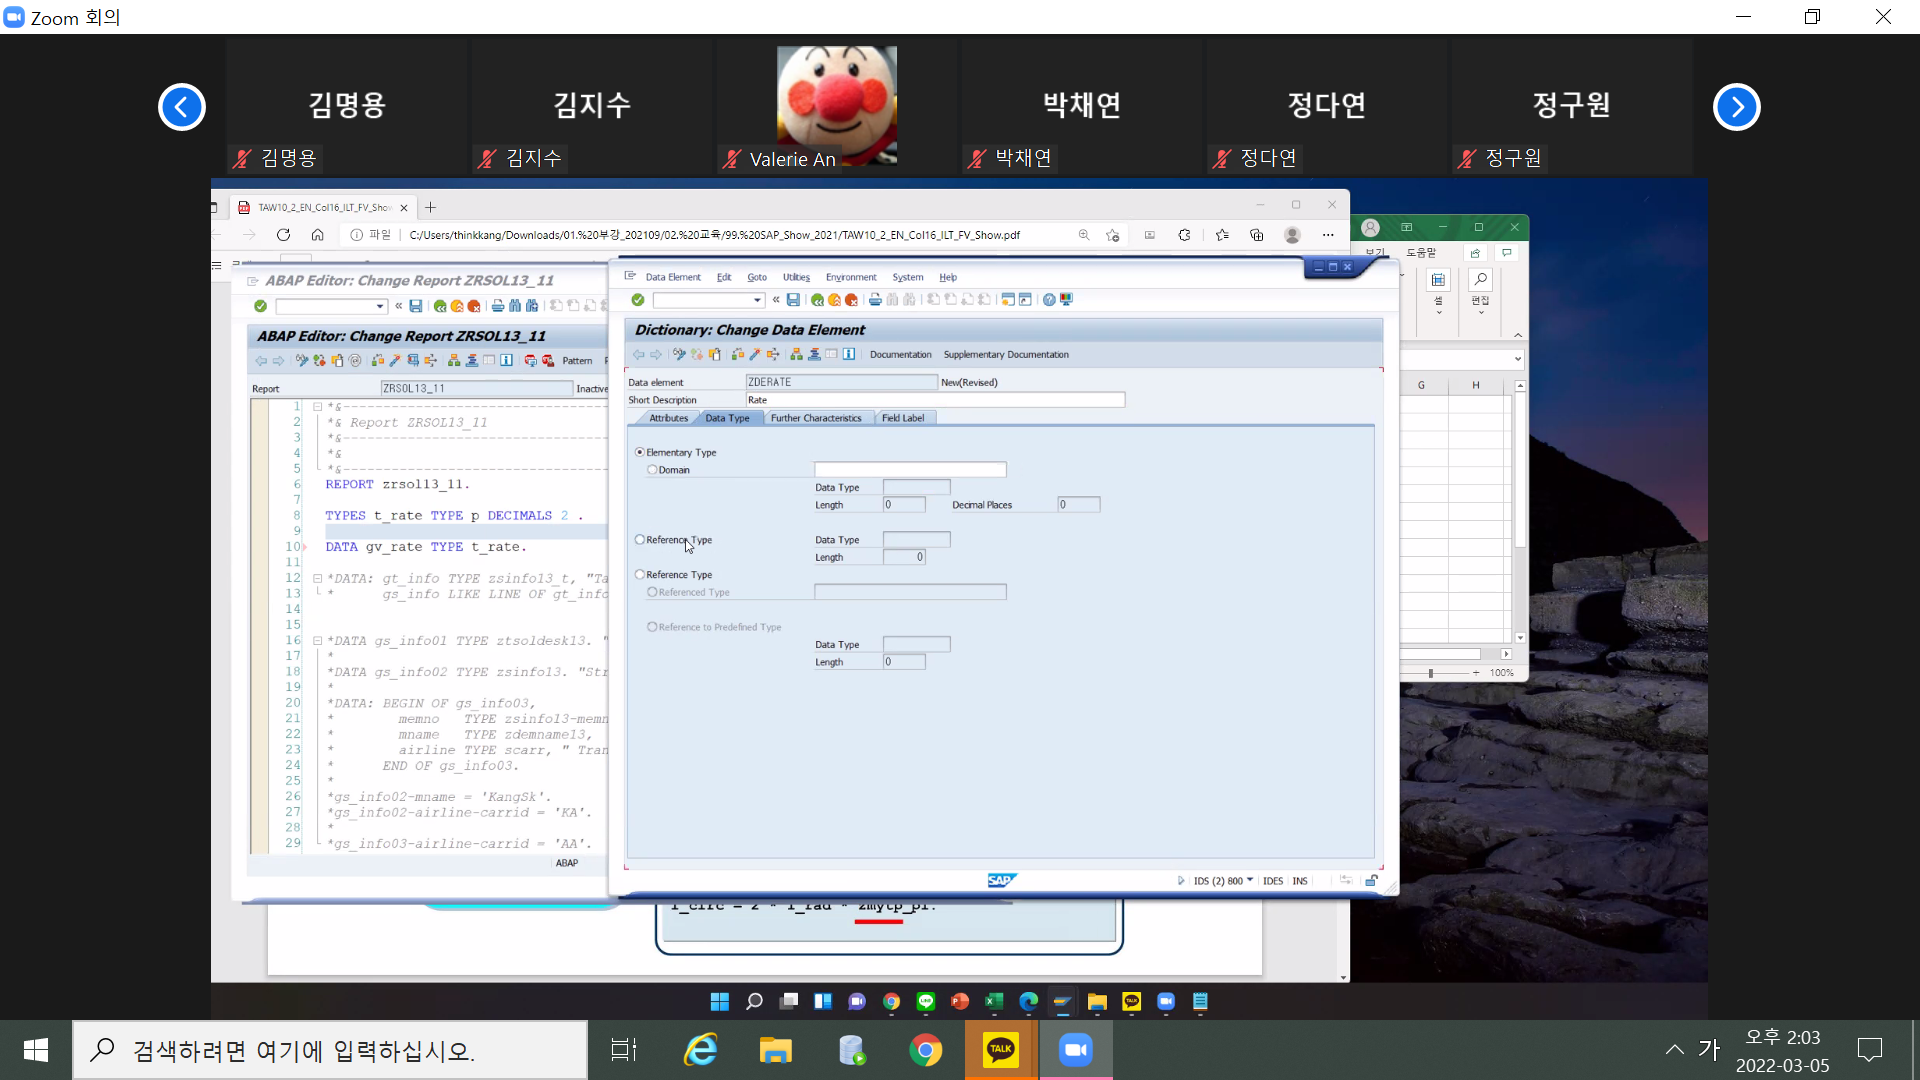 Zoom 회의
김명용
김지수
박채연
정다연
정구원
김명용
김지수
Valerie An
박채연
정다연
정구원
TAW10_2_EN_Col16_ILT_FV_Show
파일
C:/Users/thinkkang/Downloads/01.%20부강_202109/02.%20교육/99.%20SAP_Show_2021/TAW10_2_EN_Col16_ILT_FV_Show.pdf
보기 도움말
셀
편집
G H
100%
ABAP Editor: Change Report ZRSOL13_11
ABAP Editor: Change Report ZRSOL13_11
Pattern
Report ZRSOL13_11 Inactive
1 *&---------------------------------
2 *& Report ZRSOL13_11
3 *&---------------------------------
4 *&
5 *&---------------------------------
6 REPORT zrsol13_11.
7
8 TYPES t_rate TYPE p DECIMALS 2 .
9
10 DATA gv_rate TYPE t_rate.
11
12 *DATA: gt_info TYPE zsinfo13_t, "Ta
13 * gs_info LIKE LINE OF gt_info
14
15
16 *DATA gs_info01 TYPE ztsoldesk13. "
17 *
18 *DATA gs_info02 TYPE zsinfo13. "Str
19 *
20 *DATA: BEGIN OF gs_info03,
21 * memno TYPE zsinfo13-memn
22 * mname TYPE zdemname13,
23 * airline TYPE scarr, " Tran
24 * END OF gs_info03.
25 *
26 *gs_info02-mname = 'KangSk'.
27 *gs_info02-airline-carrid = 'KA'.
28 *
29 *gs_info03-airline-carrid = 'AA'.
ABAP
Data Element Edit Goto Utilities Environment System Help
Dictionary: Change Data Element
Documentation Supplementary Documentation
Data element ZDERATE New(Revised)
Short Description Rate
Attributes Data Type Further Characteristics Field Label
Elementary Type
Domain
Data Type
Length 0 Decimal Places 0
Reference Type Data Type
Length 0
Reference Type
Referenced Type
Reference to Predefined Type
Data Type
Length 0
SAP
IDS (2) 800 IDES INS
l_circ = 2 * l_rad * zmytp_pi.
검색하려면 여기에 입력하십시오.
TALK
가
오후 2:03
2022-03-05